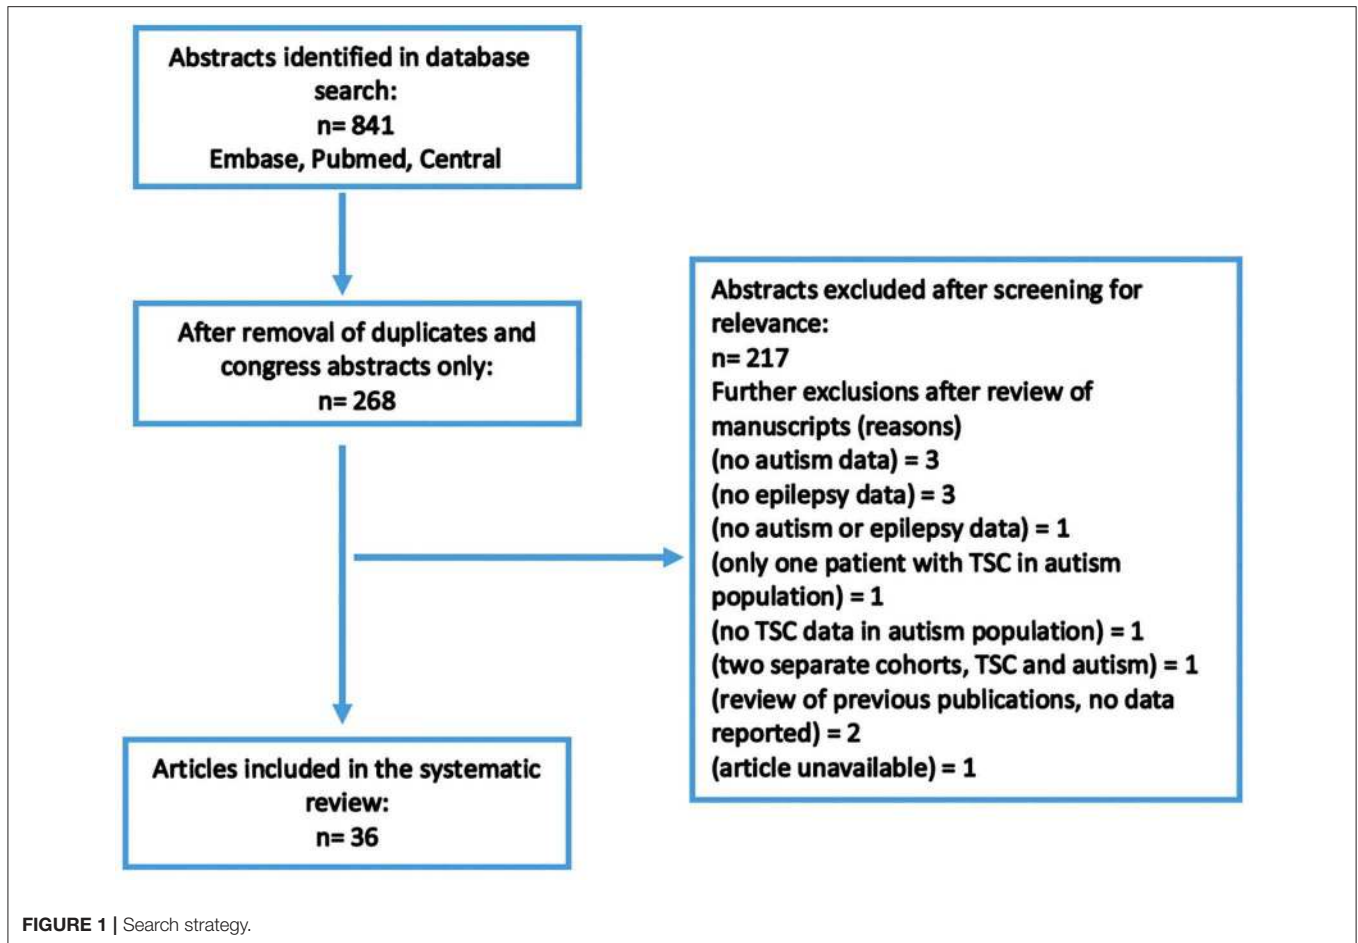 Abstracts identified in database
search:
n= 841
Embase, Pubmed, Central
After removal of duplicates and
congress abstracts only:
n= 268
Abstracts excluded after screening for
relevance:
n= 217
Further exclusions after review of
manuscripts (reasons)
(no autism data) = 3
(no epilepsy data) = 3
(no autism or epilepsy data) = 1
(only one patient with TSC in autism
population) = 1
(no TSC data in autism population) = 1
(two separate cohorts, TSC and autism) = 1
(review of previous publications, no data
reported) = 2
(article unavailable) = 1
Articles included in the systematic
review:
n= 36
FIGURE 1 | Search strategy.